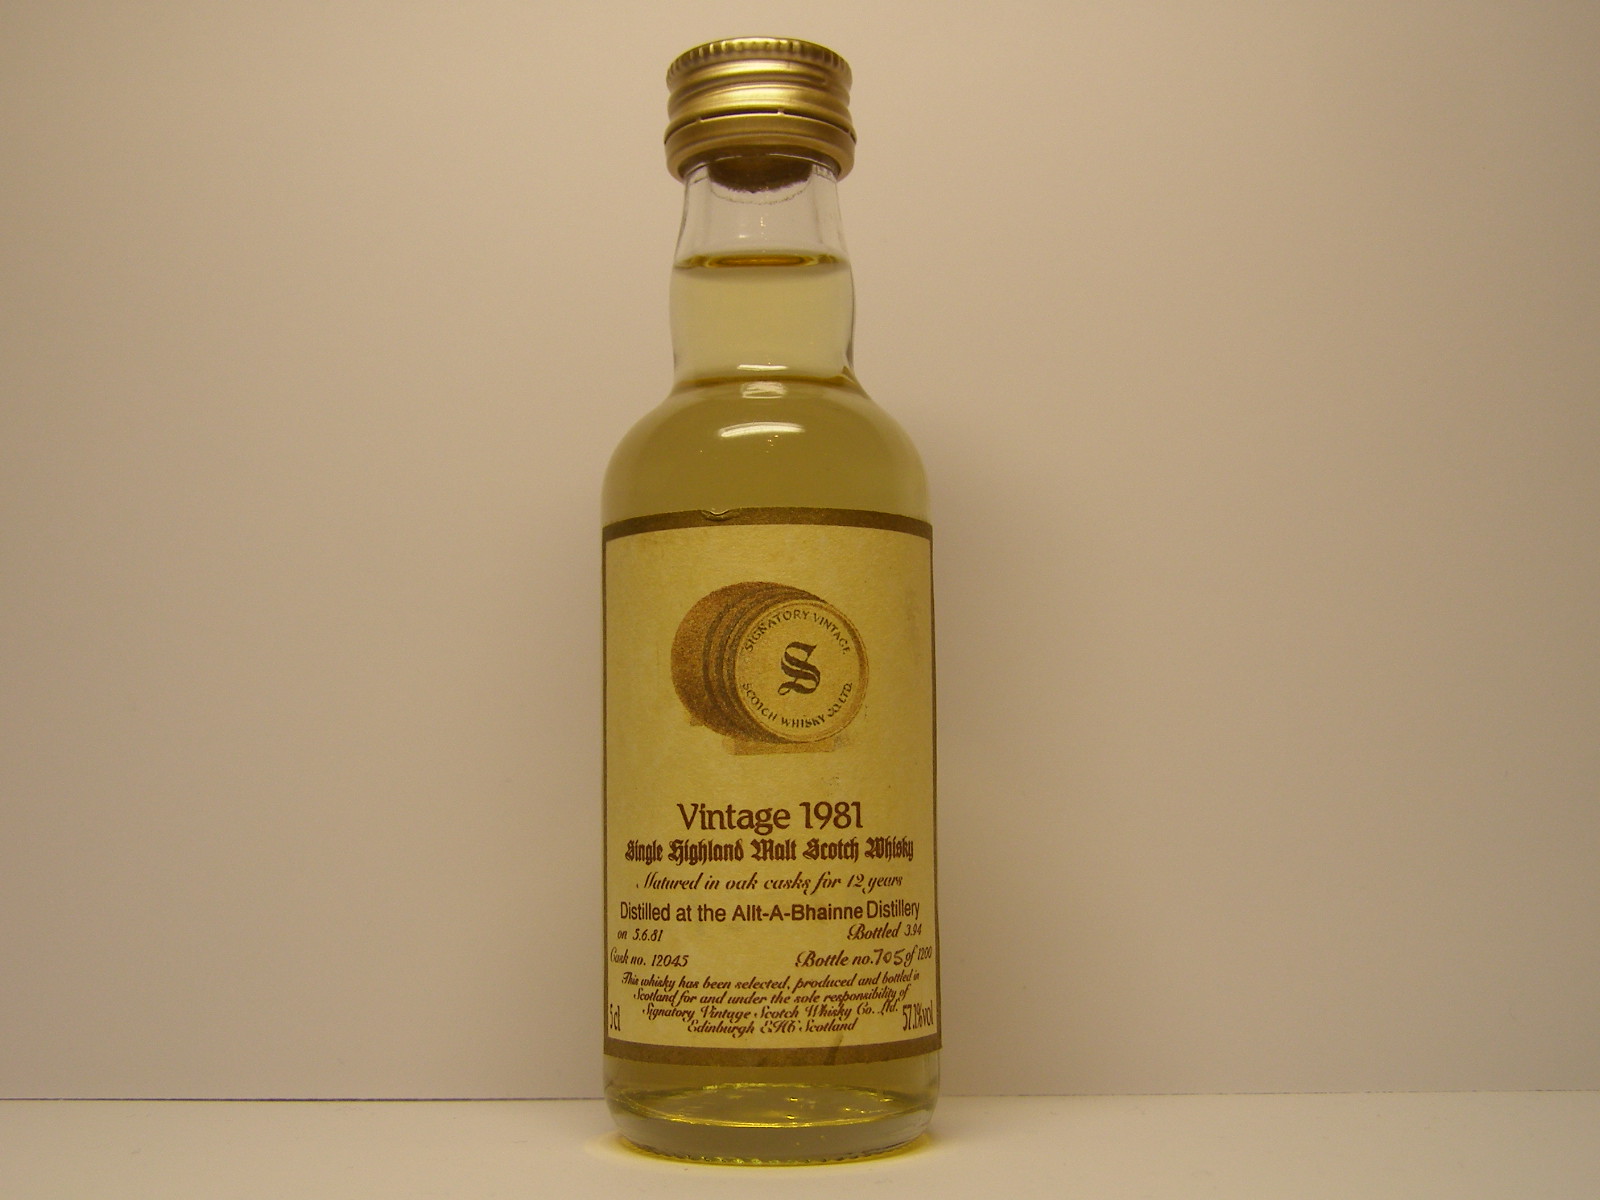 SIGNATORY VINTAGE
S
SCOTCH WHISKY CO. LTD.
Vintage 1981
Single Highland Malt Scotch Whisky
Matured in oak casks for 12 years
Distilled at the Allt-A-Bhainne Distillery
on 5.6.81 Bottled 3.94
Cask no. 12045 Bottle no. 705 of 1200
This whisky has been selected, produced and bottled in
Scotland for and under the sole responsibility of
Signatory Vintage Scotch Whisky Co. Ltd.
5cl Edinburgh EH6 Scotland 57.1%vol